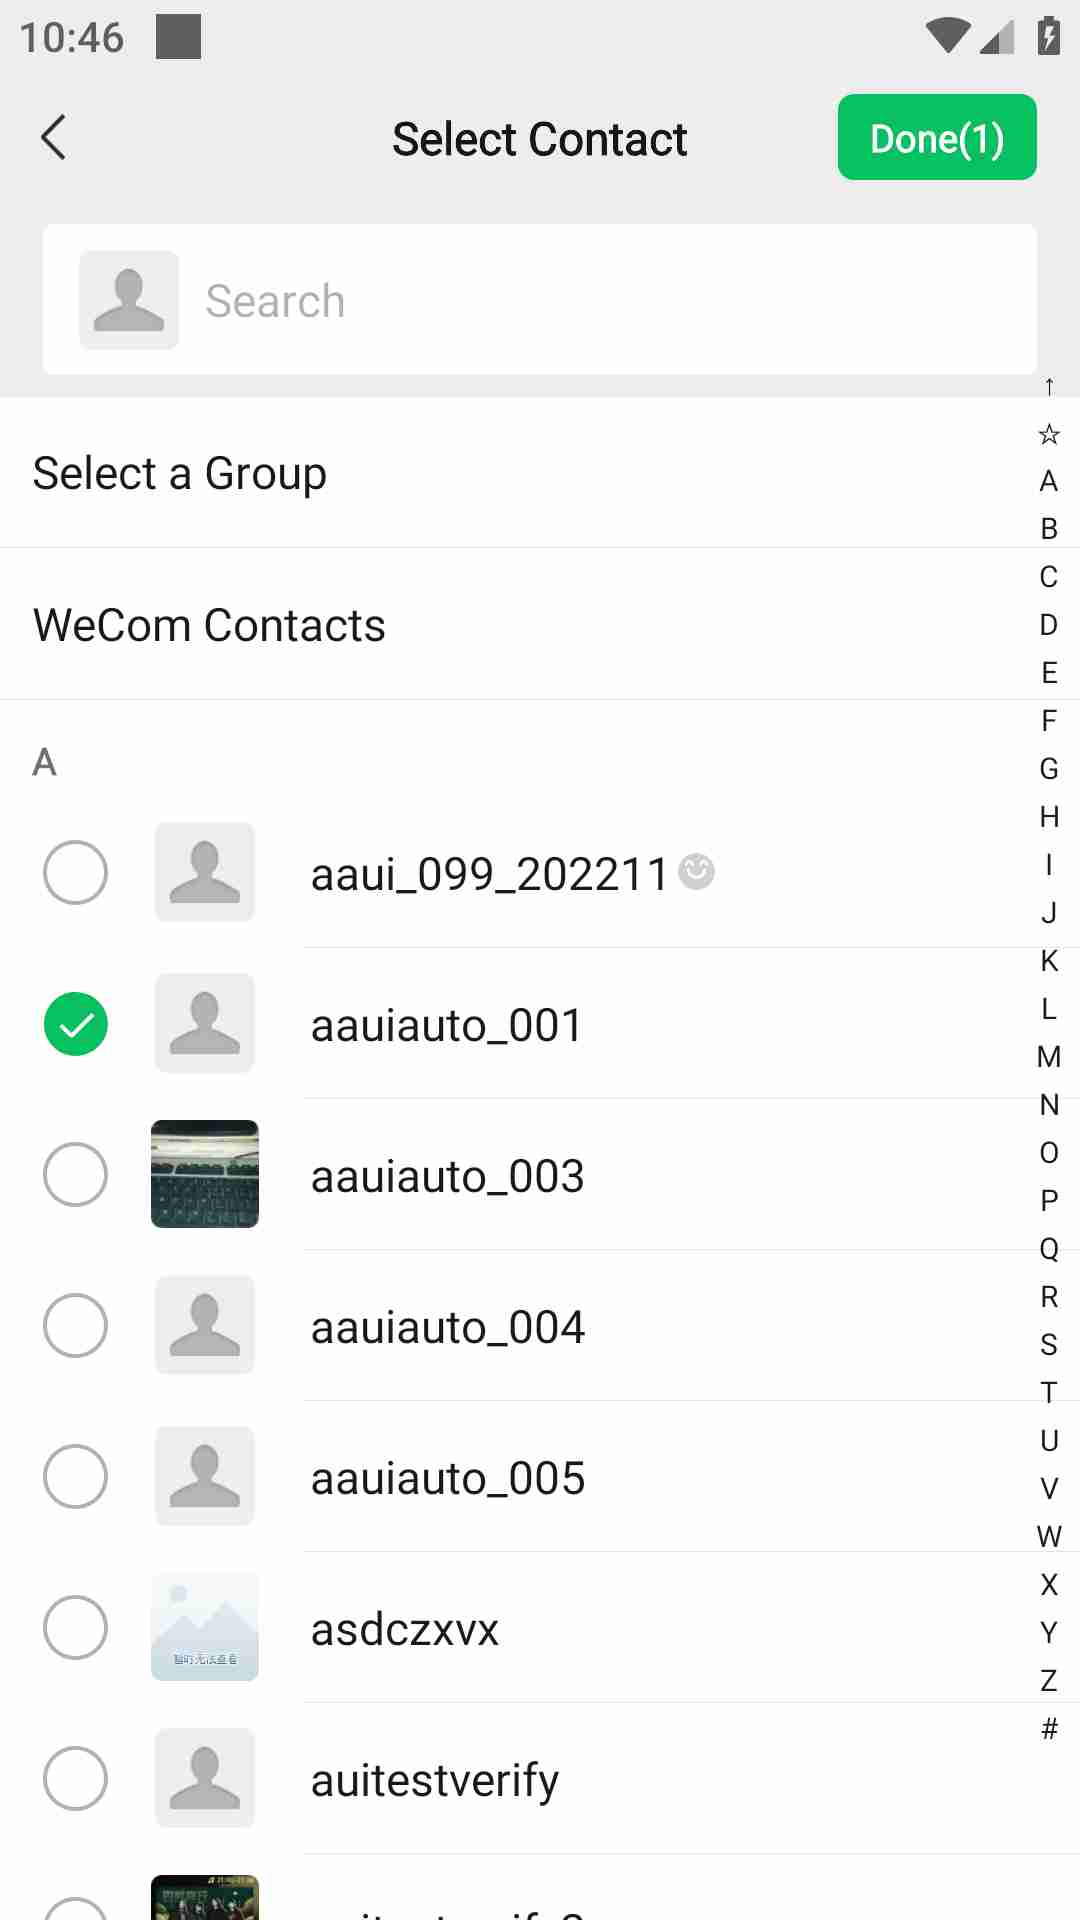 10:46
Select Contact
Done(1)
Search
↑
☆
Select a Group
A
B
WeCom Contacts
C
D
E
F
A
G
H
aaui_099_202211
I
J
K
aauiauto_001
L
M
N
aauiauto_003
O
P
Q
aauiauto_004
R
S
T
aauiauto_005
U
V
W
asdczxvx
暂时无法查看
X
Y
Z
#
auitestverify